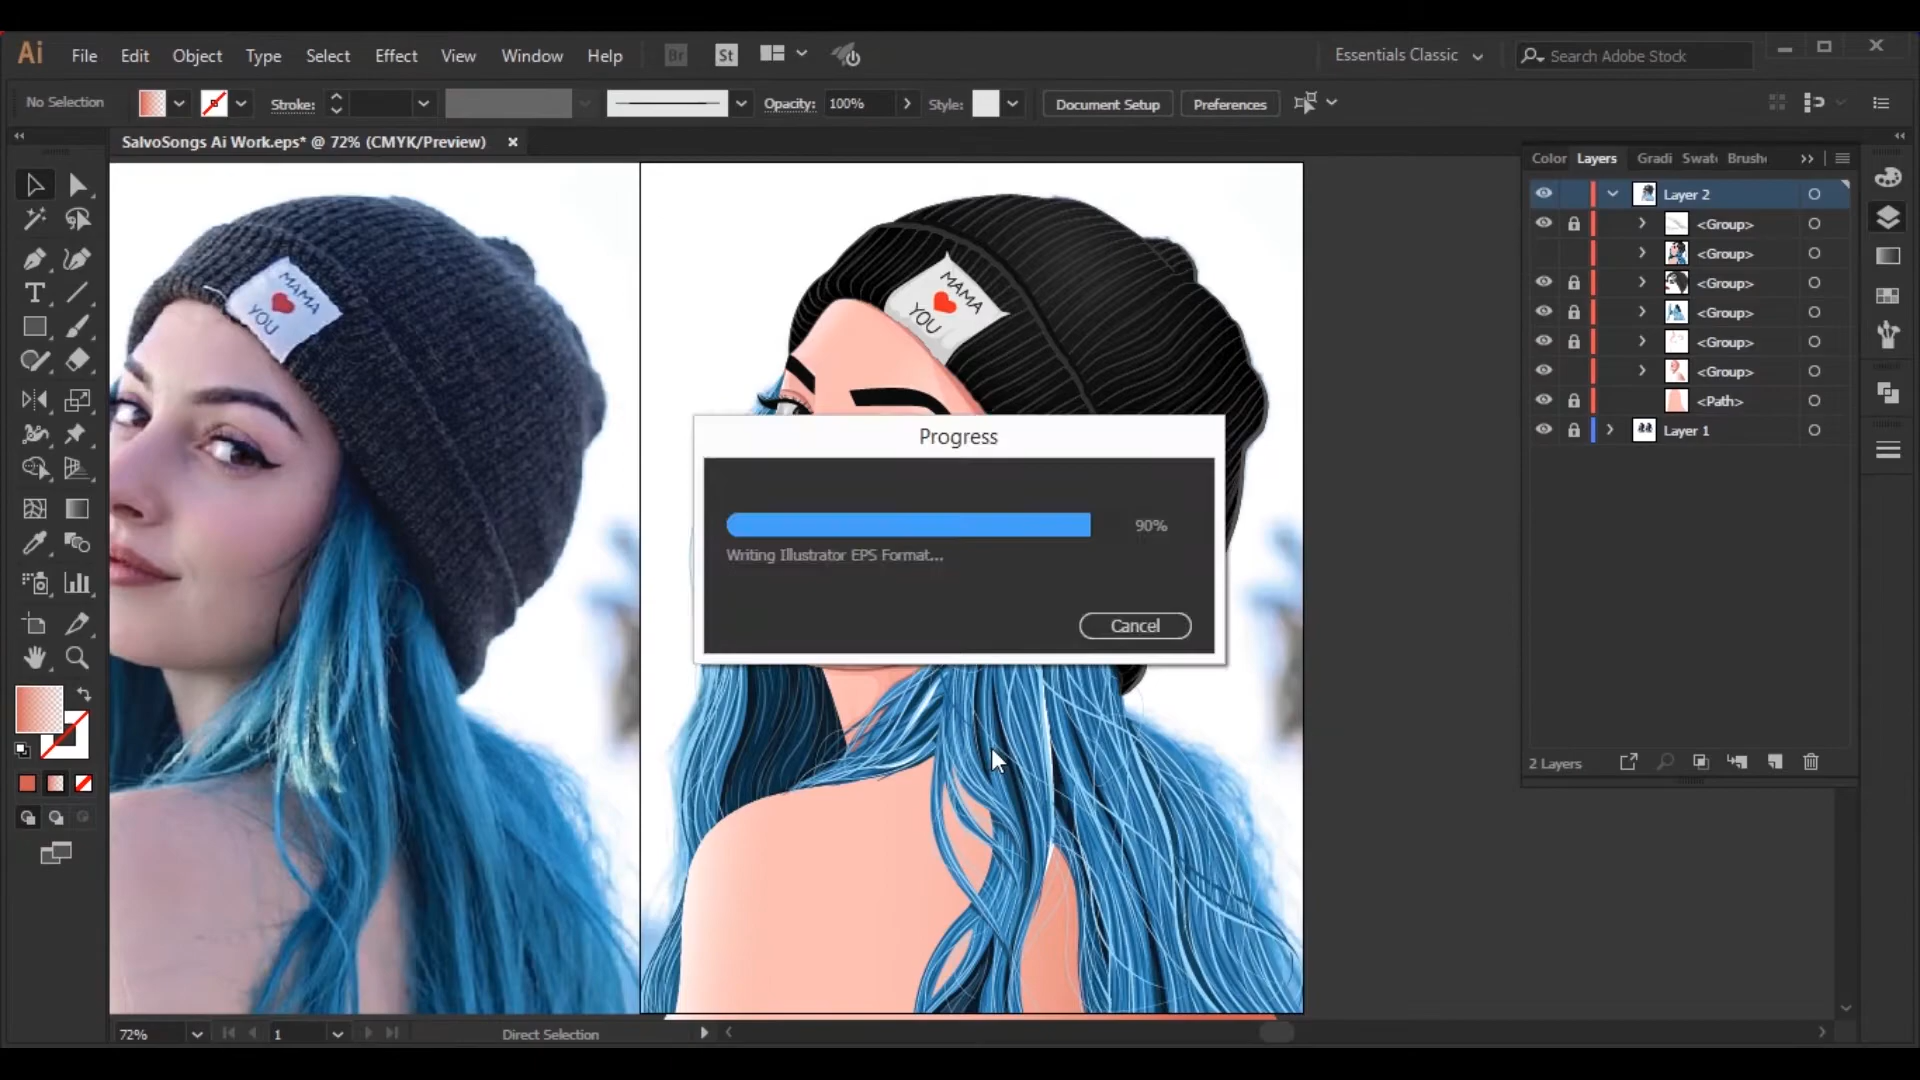 Ai File Edit Object Type Select Effect View Window Help Br St Essentials Classic Search Adobe Stock
No Selection Stroke: Opacity: 100% Style: Document Setup Preferences
SalvoSongs Ai Work.eps* @ 72% (CMYK/Preview)
Color Layers Gradi Swatc Brushe
Layer 2
<Group>
<Group>
<Group>
<Group>
<Group>
<Group>
<Path>
Layer 1
2 Layers
MAMA
YOU
MAMA
YOU
Progress
90%
Writing Illustrator EPS Format...
Cancel
72% 1 Direct Selection